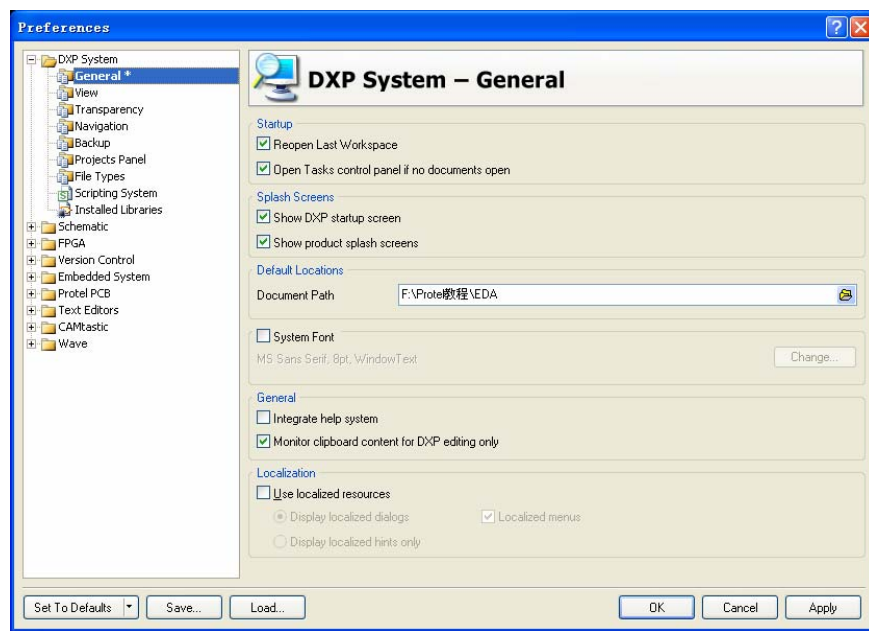 Preferences
DXP System
General *
View
Transparency
Navigation
Backup
Projects Panel
File Types
Scripting System
Installed Libraries
Schematic
FPGA
Version Control
Embedded System
Protel PCB
Text Editors
CAMtastic
Wave
DXP System – General
Startup
Reopen Last Workspace
Open Tasks control panel if no documents open
Splash Screens
Show DXP startup screen
Show product splash screens
Default Locations
Document Path F:\Protel教程\EDA
System Font
MS Sans Serif, 8pt, WindowText Change...
General
Integrate help system
Monitor clipboard content for DXP editing only
Localization
Use localized resources
Display localized dialogs Localized menus
Display localized hints only
Set To Defaults Save... Load... OK Cancel Apply